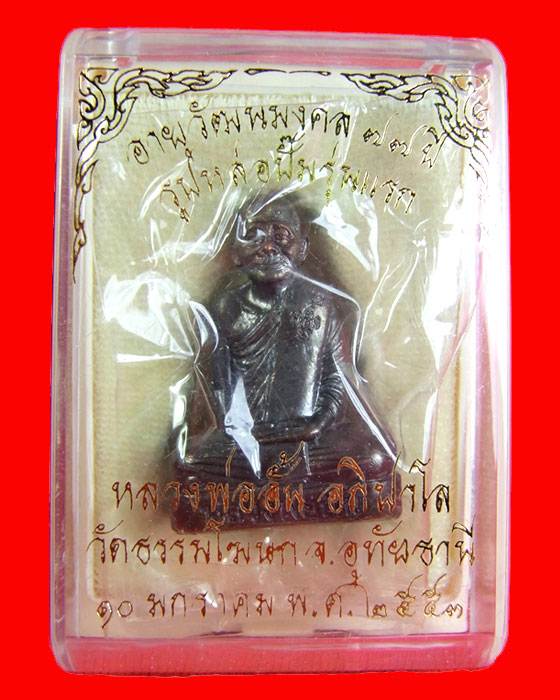 อายุวัฒนมงคล ๗๗ ปี
รูปหล่อปั๊มรุ่นแรก
หลวงพ่ออั้น อภิปาโล
วัดธรรมโฆษก จ.อุทัยธานี
๑๐ มกราคม พ.ศ. ๒๕๕๓